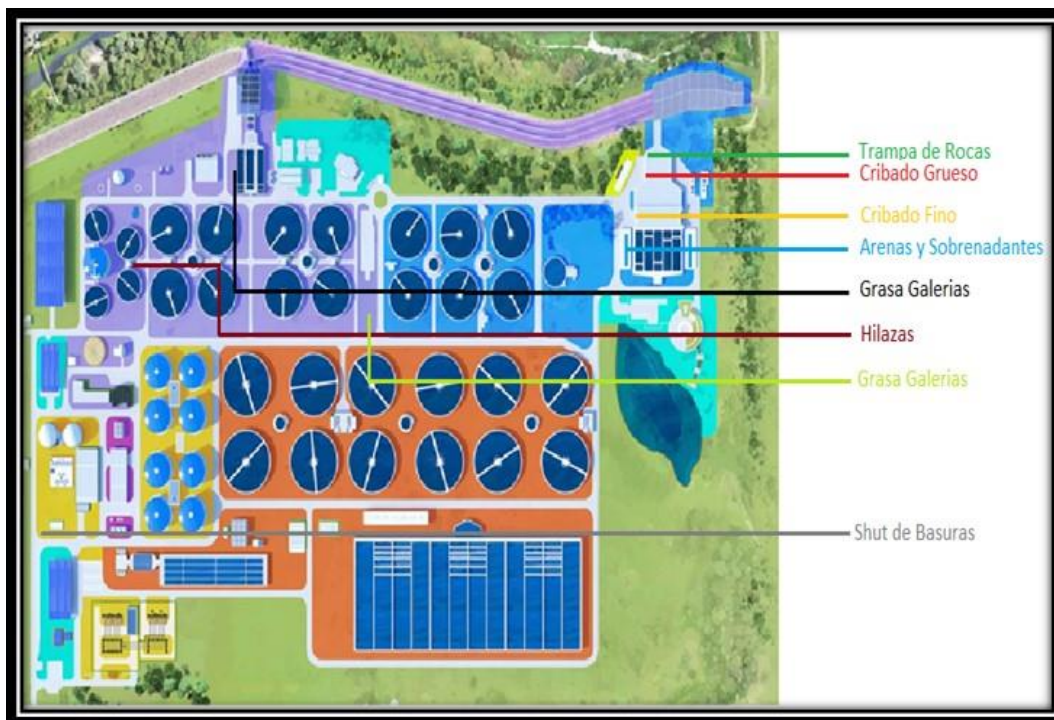 Trampa de Rocas
Cribado Grueso
Cribado Fino
Arenas y Sobrenadantes
Grasa Galerias
Hilazas
Grasa Galerias
Shut de Basuras